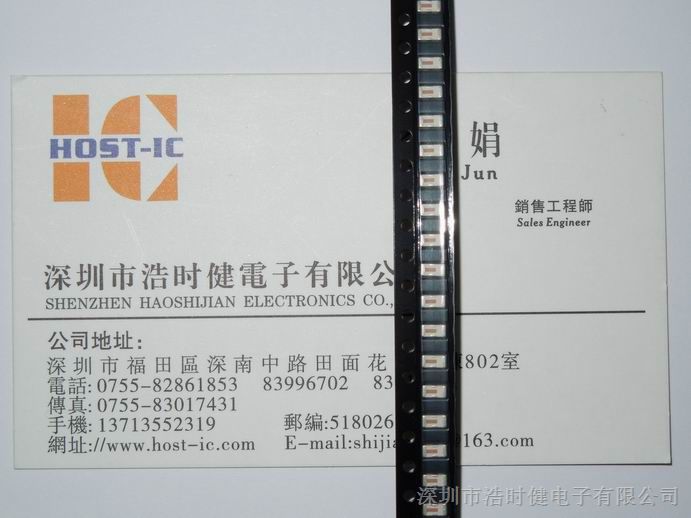 HOST-IC
娟
Jun
銷售工程師
Sales Engineer
深圳市浩时健電子有限公
SHENZHEN HAOSHIJIAN ELECTRONICS CO.,
公司地址:
深圳市福田區深南中路田面花 802室
電話:0755-82861853 83996702 83
傳真:0755-83017431
手機:13713552319 郵編:518026
網址://www.host-ic.com E-mail:shijia @163.com
深圳市浩时健电子有限公司